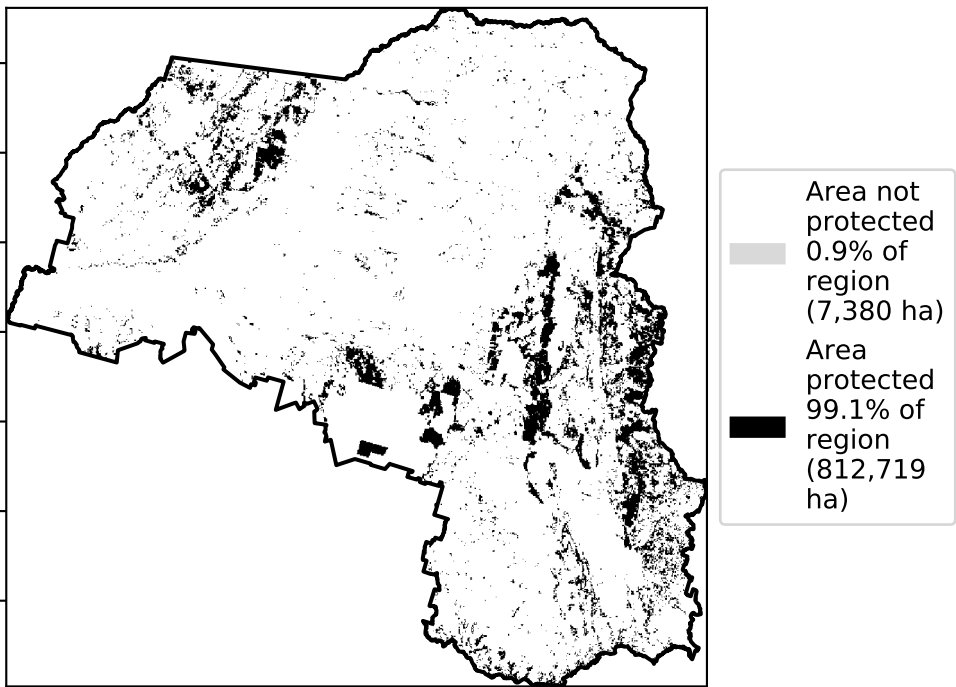 Area not
protected
0.9% of
region
(7,380 ha)
Area
protected
99.1% of
region
(812,719
ha)